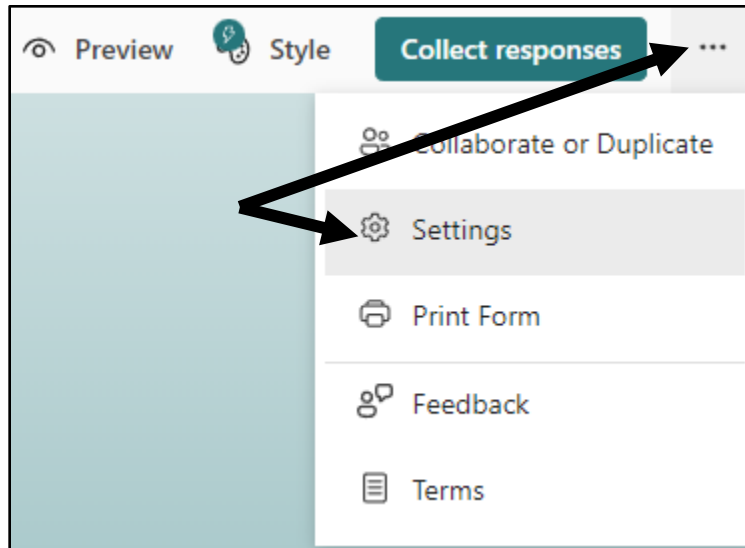 Preview Style Collect responses ...
Collaborate or Duplicate
Settings
Print Form
Feedback
Terms